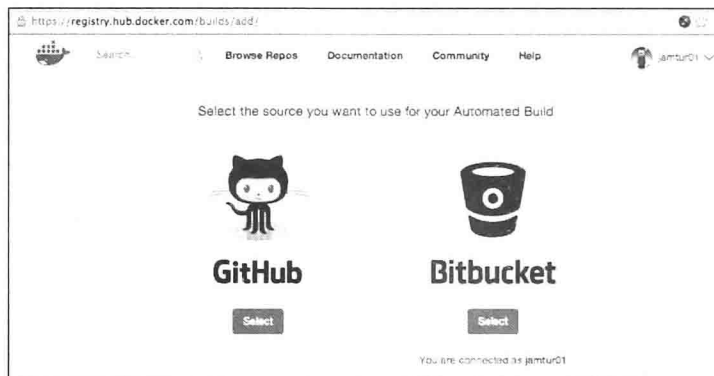 https://registry.hub.docker.com/builds/add/
Search
Browse Repos Documentation Community Help jamtur01
Select the source you want to use for your Automated Build
GitHub Bitbucket
Select Select
You are connected as jamtur01